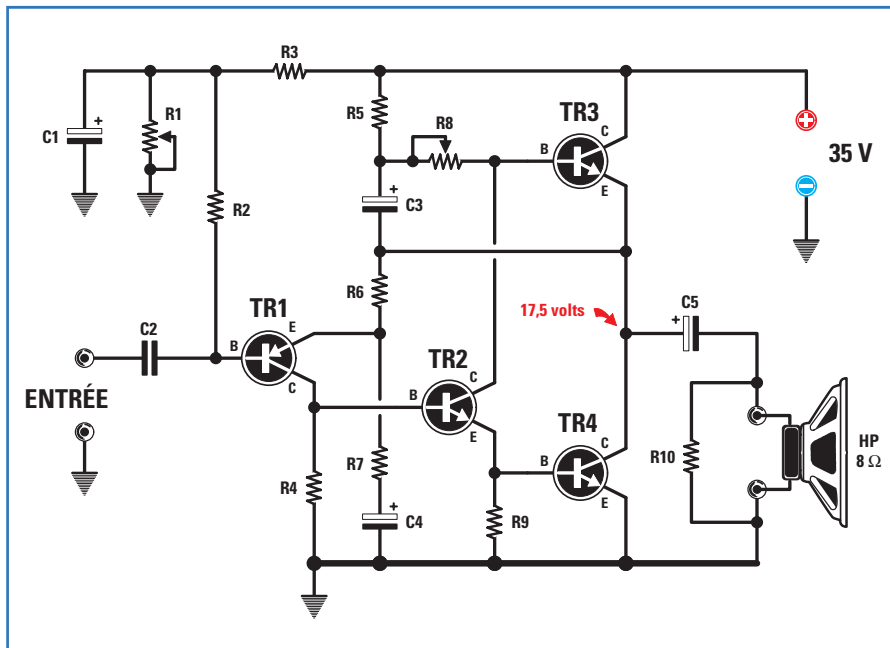 R3
R1
C1
+
R5
R8
TR3
C
B
E
35 V
R2
+
C3
R6
17,5 volts
C5
+
TR1
C2
B
E
C
TR2
C
B
E
ENTRÉE
TR4
C
B
E
R10
HP
8 Ω
R4
R7
+
C4
R9